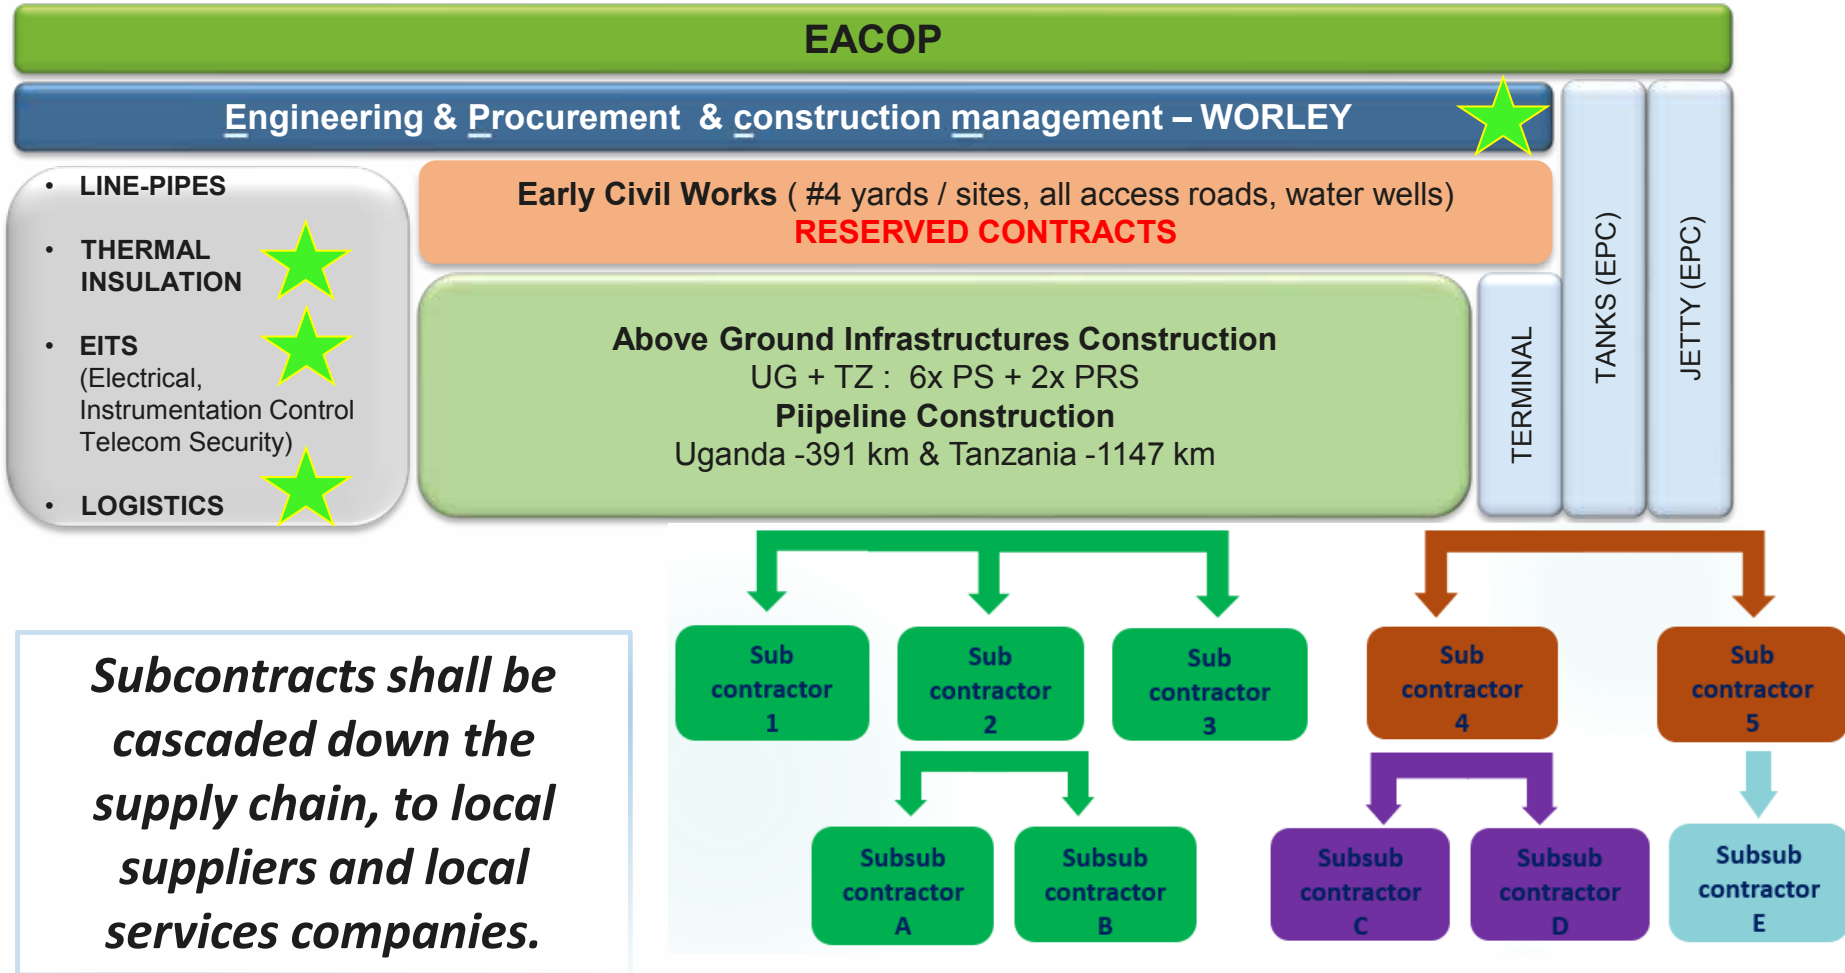 EACOP
Engineering & Procurement & construction management – WORLEY
• LINE-PIPES
• THERMAL
INSULATION
• EITS
(Electrical,
Instrumentation Control
Telecom Security)
• LOGISTICS
Early Civil Works ( #4 yards / sites, all access roads, water wells)
RESERVED CONTRACTS
Above Ground Infrastructures Construction
UG + TZ : 6x PS + 2x PRS
Piipeline Construction
Uganda -391 km & Tanzania -1147 km
TERMINAL
TANKS (EPC)
JETTY (EPC)
Subcontracts shall be
cascaded down the
supply chain, to local
suppliers and local
services companies.
Sub
contractor
1
Sub
contractor
2
Sub
contractor
3
Sub
contractor
4
Sub
contractor
5
Subsub
contractor
A
Subsub
contractor
B
Subsub
contractor
C
Subsub
contractor
D
Subsub
contractor
E